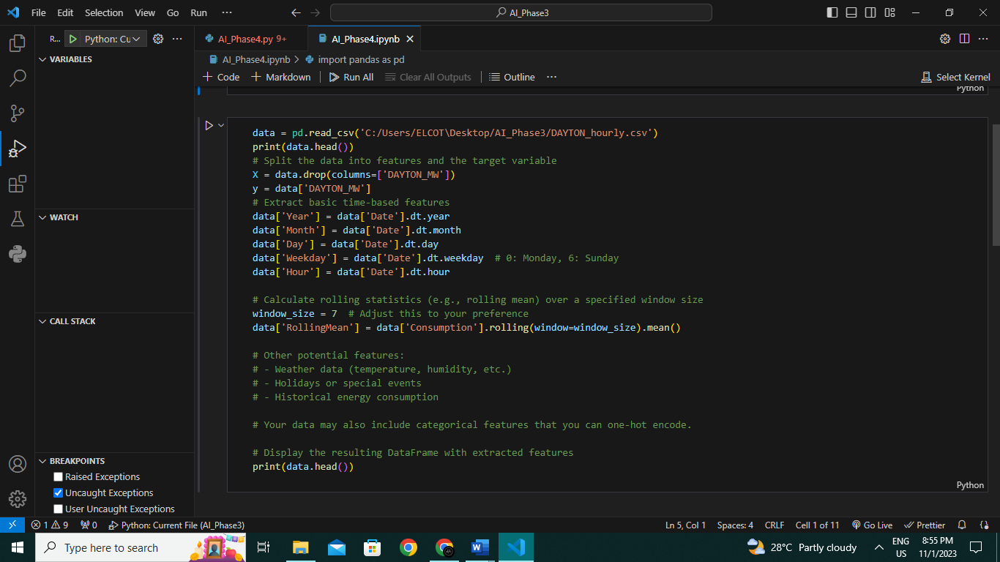 File Edit Selection View Go Run ··· AI_Phase3
R... Python: Cu ···
AI_Phase4.py 9+ AI_Phase4.ipynb
VARIABLES
AI_Phase4.ipynb > import pandas as pd
Code Markdown Run All Clear All Outputs Outline ··· Select Kernel
Python
data = pd.read_csv('C:/Users/ELCOT\Desktop/AI_Phase3/DAYTON_hourly.csv')
print(data.head())
# Split the data into features and the target variable
X = data.drop(columns=['DAYTON_MW'])
y = data['DAYTON_MW']
# Extract basic time-based features
data['Year'] = data['Date'].dt.year
data['Month'] = data['Date'].dt.month
data['Day'] = data['Date'].dt.day
data['Weekday'] = data['Date'].dt.weekday  # 0: Monday, 6: Sunday
data['Hour'] = data['Date'].dt.hour
# Calculate rolling statistics (e.g., rolling mean) over a specified window size
window_size = 7  # Adjust this to your preference
data['RollingMean'] = data['Consumption'].rolling(window=window_size).mean()
# Other potential features:
# - Weather data (temperature, humidity, etc.)
# - Holidays or special events
# - Historical energy consumption
# Your data may also include categorical features that you can one-hot encode.
# Display the resulting DataFrame with extracted features
print(data.head())
Python
WATCH
CALL STACK
BREAKPOINTS
Raised Exceptions
Uncaught Exceptions
User Uncaught Exceptions
1 9 0 Python: Current File (AI_Phase3) Ln 5, Col 1 Spaces: 4 CRLF Cell 1 of 11 Go Live Prettier
Type here to search 28°C Partly cloudy ENG 8:55 PM
US 11/1/2023